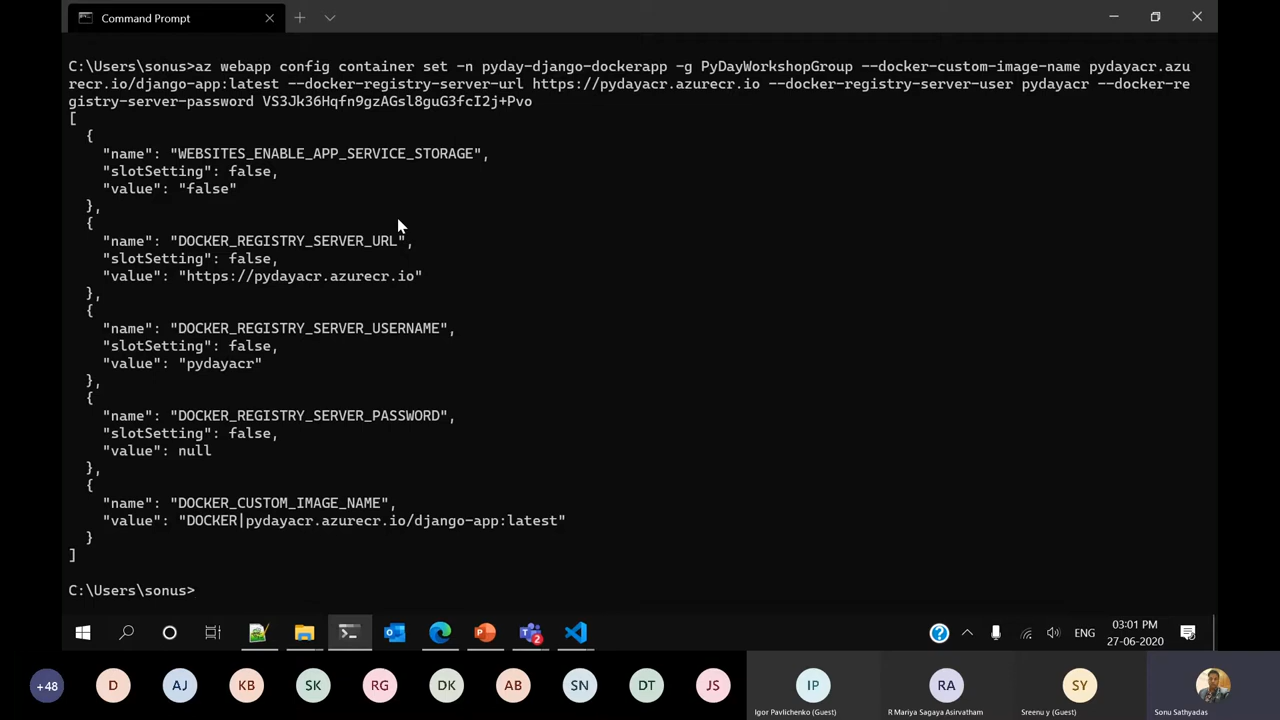 Command Prompt
C:\Users\sonus>az webapp config container set -n pyday-django-dockerapp -g PyDayWorkshopGroup --docker-custom-image-name pydayacr.azu
recr.io/django-app:latest --docker-registry-server-url https://pydayacr.azurecr.io --docker-registry-server-user pydayacr --docker-re
gistry-server-password VS3Jk36Hqfn9gzAGsl8guG3fcI2j+Pvo
[
{
"name": "WEBSITES_ENABLE_APP_SERVICE_STORAGE",
"slotSetting": false,
"value": "false"
},
{
"name": "DOCKER_REGISTRY_SERVER_URL",
"slotSetting": false,
"value": "https://pydayacr.azurecr.io"
},
{
"name": "DOCKER_REGISTRY_SERVER_USERNAME",
"slotSetting": false,
"value": "pydayacr"
},
{
"name": "DOCKER_REGISTRY_SERVER_PASSWORD",
"slotSetting": false,
"value": null
},
{
"name": "DOCKER_CUSTOM_IMAGE_NAME",
"value": "DOCKER|pydayacr.azurecr.io/django-app:latest"
}
]
C:\Users\sonus>
2
ENG
03:01 PM
27-06-2020
+48
D
AJ
KB
SK
RG
DK
AB
SN
DT
JS
IP
RA
SY
Igor Pavlichenko (Guest)
R Mariya Sagaya Asirvatham
Sreenu y (Guest)
Sonu Sathyadas